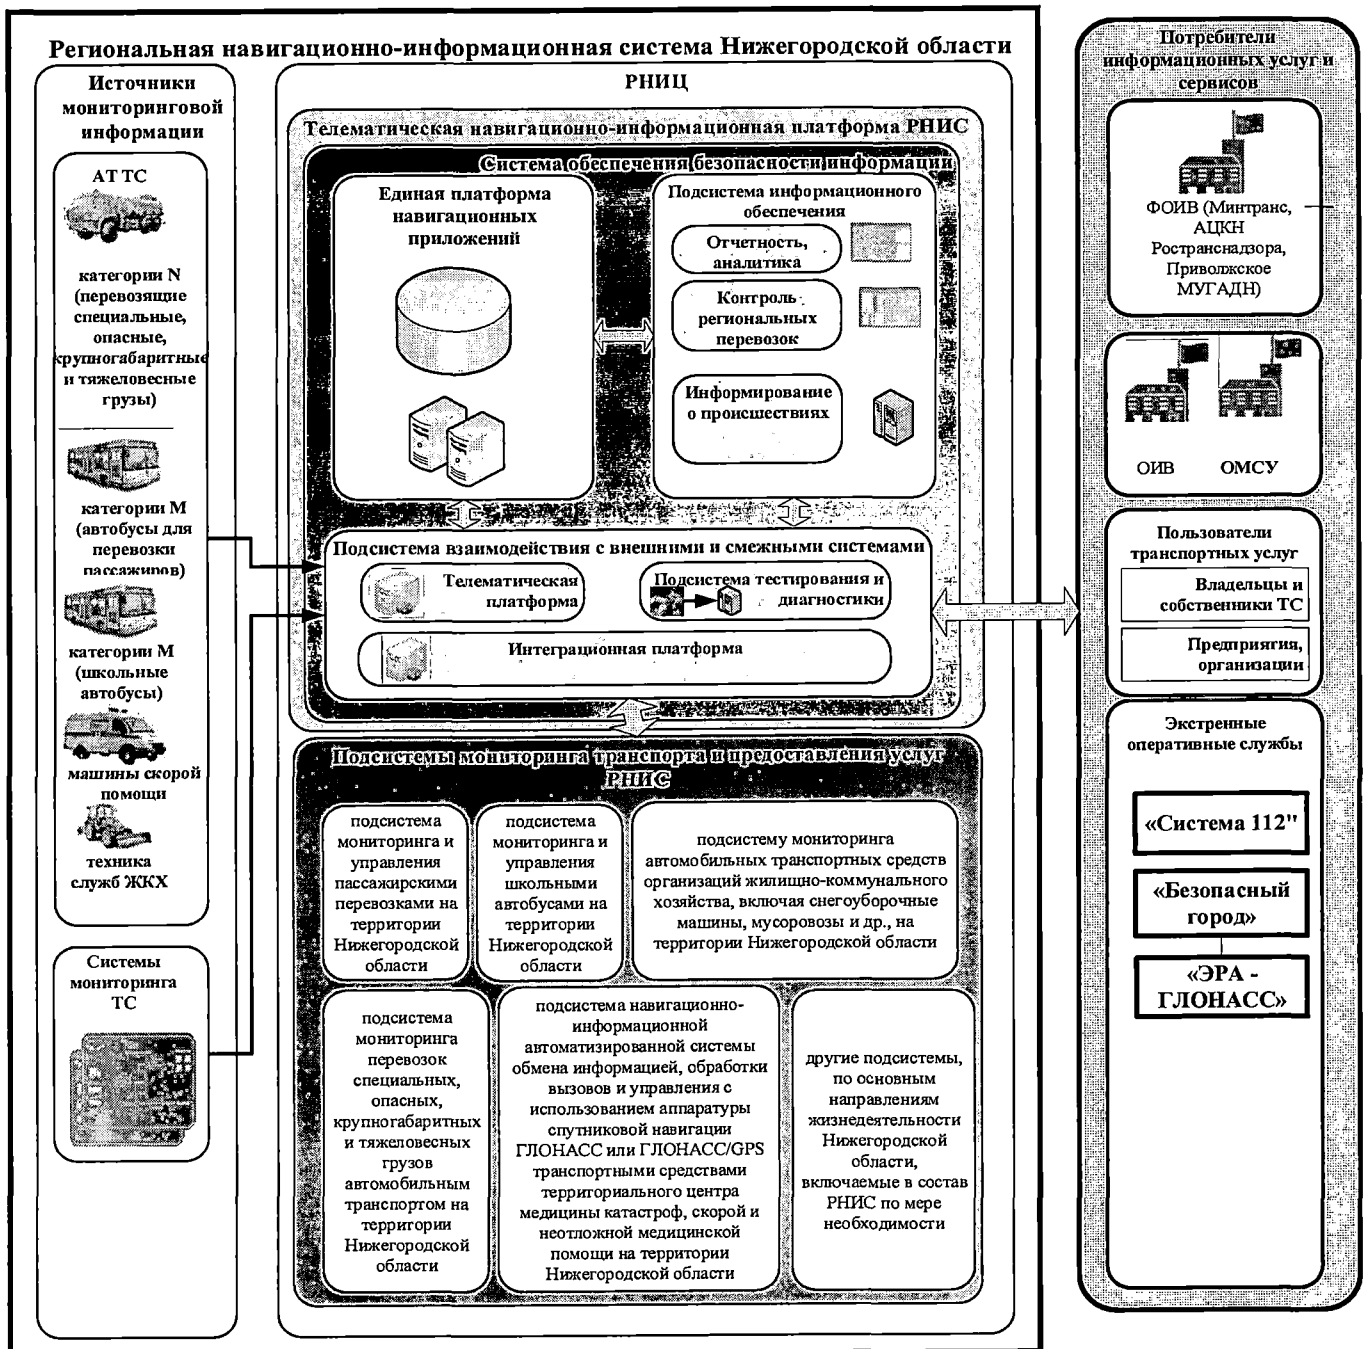 Региональная навигационно-информационная система Нижегородской области
Источники
мониторинговой
информации
АТ ТС
категории N
(перевозящие
специальные,
опасные,
крупногабаритные
и тяжеловесные
грузы)
категории М
(автобусы для
перевозки
пассажиров)
категории М
(школьные
автобусы)
машины скорой
помощи
техника
служб ЖКХ
Системы
мониторинга
ТС
РНИЦ
Телематическая навигационно-информационная платформа РНИС
Система обеспечения безопасности информации
Единая платформа
навигационных
приложений
Подсистема информационного
обеспечения
Отчетность,
аналитика
Контроль
региональных
перевозок
Информирование
о происшествиях
Подсистема взаимодействия с внешними и смежными системами
Телематическая
платформа
Подсистема тестирования и
диагностики
Интеграционная платформа
Подсистемы мониторинга транспорта и предоставления услуг
РНИС
подсистема
мониторинга и
управления
пассажирскими
перевозками на
территории
Нижегородской
области
подсистема
мониторинга и
управления
школьными
автобусами на
территории
Нижегородской
области
подсистему мониторинга
автомобильных транспортных средств
организаций жилищно-коммунального
хозяйства, включая снегоуборочные
машины, мусоровозы и др., на
территории Нижегородской области
подсистема
мониторинга
перевозок
специальных,
опасных,
крупногабаритных
и тяжеловесных
грузов
автомобильным
транспортом на
территории
Нижегородской
области
подсистема навигационно-
информационной
автоматизированной системы
обмена информацией, обработки
вызовов и управления с
использованием аппаратуры
спутниковой навигации
ГЛОНАСС или ГЛОНАСС/GPS
транспортными средствами
территориального центра
медицины катастроф, скорой и
неотложной медицинской
помощи на территории
Нижегородской области
другие подсистемы,
по основным
направлениям
жизнедеятельности
Нижегородской
области,
включаемые в состав
РНИС по мере
необходимости
Потребители
информационных услуг и
сервисов
ФОИВ (Минтранс,
АЦКН
Ространснадзора,
Приволжское
МУГАДН)
ОИВ
ОМСУ
Пользователи
транспортных услуг
Владельцы и
собственники ТС
Предприятия,
организации
Экстренные
оперативные службы
«Система 112"
«Безопасный
город»
«ЭРА -
ГЛОНАСС»